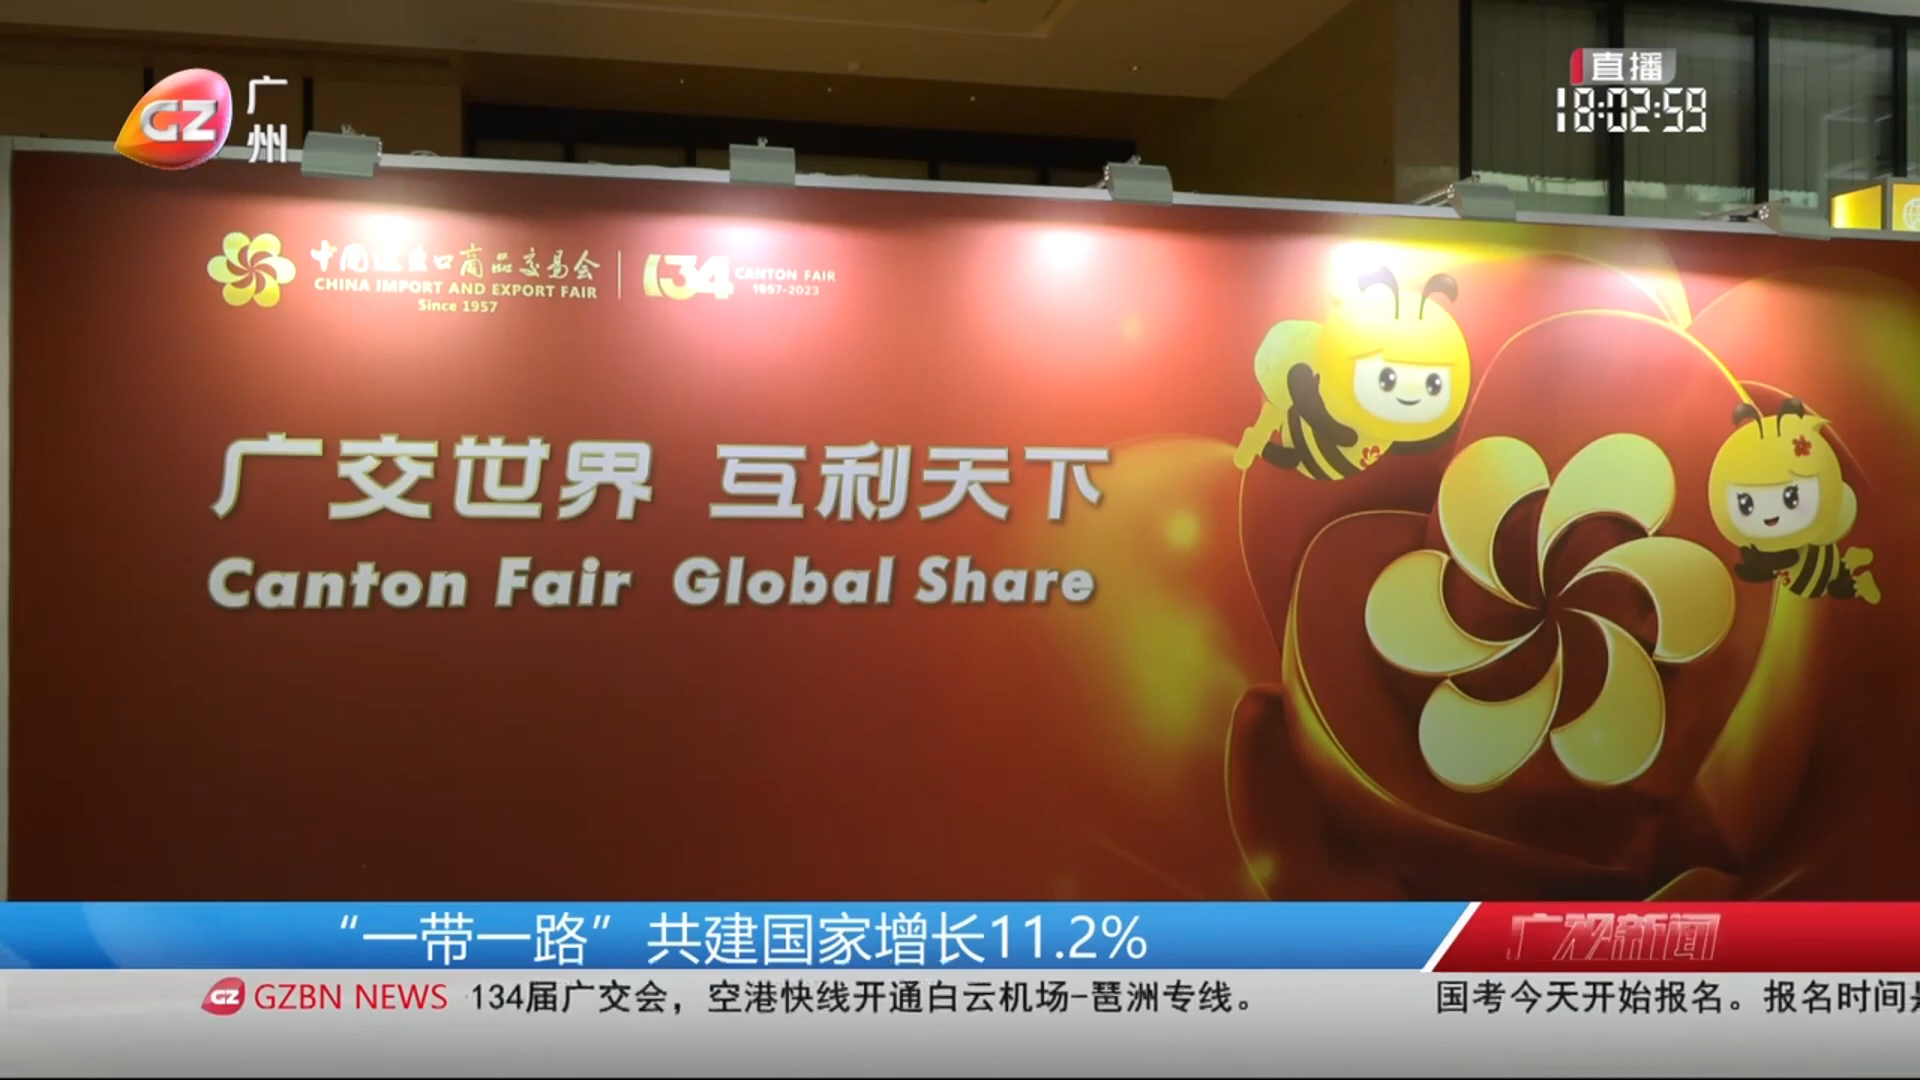 GZ
广州
直播
18:02:59
中国进出口商品交易会
CHINA IMPORT AND EXPORT FAIR
Since 1957
134 CANTON FAIR
1957-2023
广交世界 互利天下
Canton Fair Global Share
“一带一路”共建国家增长11.2%
广视新闻
GZ GZBN NEWS 134届广交会，空港快线开通白云机场-琶洲专线。 国考今天开始报名。报名时间是